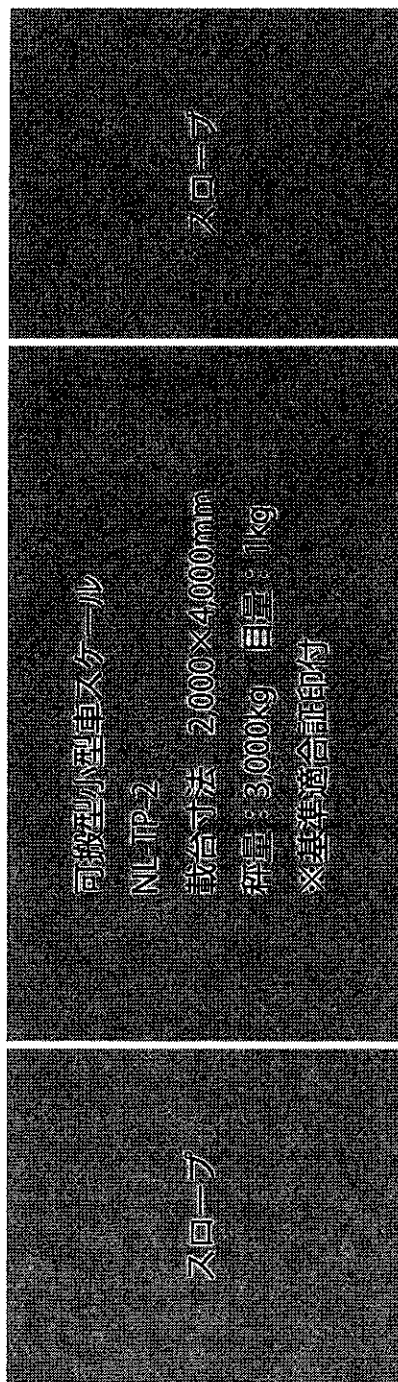 スロープ
可搬型小型車スケール
NL-TP-2
載台寸法　2,000×4,000mm
秤量：3,000kg　目量：1kg
※基準適合証印付
スロープ